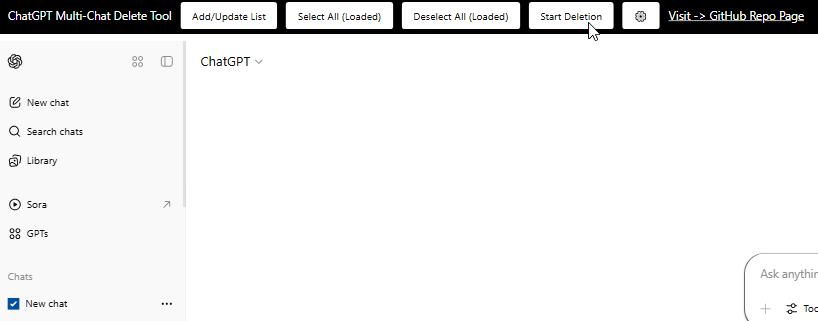 ChatGPT Multi-Chat Delete Tool Add/Update List Select All (Loaded) Deselect All (Loaded) Start Deletion Visit -> GitHub Repo Page
ChatGPT
New chat
Search chats
Library
Sora
GPTs
Chats
New chat
Ask anythin
Too